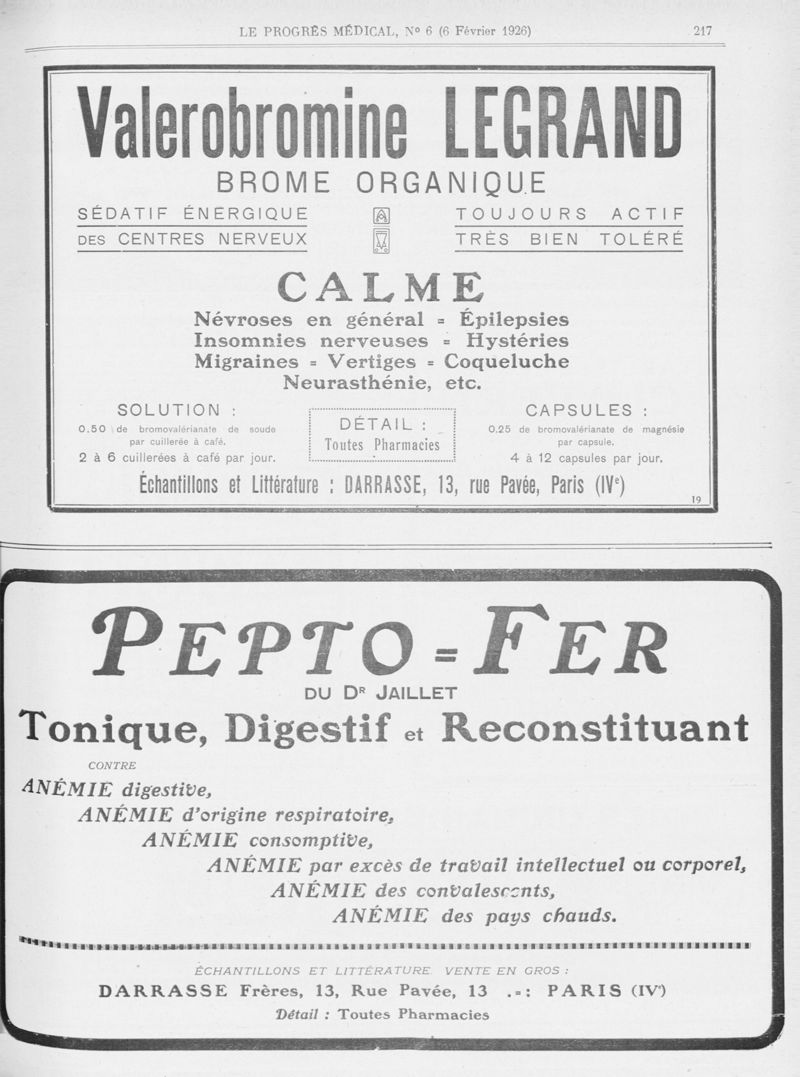 LE PROGRÈS MÉDICAL, Nº 6 (6 Février 1926) 217
Valerobromine LEGRAND
BROME ORGANIQUE
SÉDATIF ÉNERGIQUE
DES CENTRES NERVEUX
TOUJOURS ACTIF
TRÈS BIEN TOLÉRÉ
CALME
Névroses en général = Épilepsies
Insomnies nerveuses = Hystéries
Migraines = Vertiges = Coqueluche
Neurasthénie, etc.
SOLUTION :
0.50 de bromovalérianate de soude
par cuillerée à café.
2 à 6 cuillerées à café par jour.
DÉTAIL :
Toutes Pharmacies
CAPSULES :
0.25 de bromovalérianate de magnésie
par capsule.
4 à 12 capsules par jour.
Échantillons et Littérature : DARRASSE, 13, rue Pavée, Paris (IVe)
19
PEPTO=FER
DU DR JAILLET
Tonique, Digestif et Reconstituant
CONTRE
ANÉMIE digestive,
ANÉMIE d'origine respiratoire,
ANÉMIE consomptive,
ANÉMIE par excès de travail intellectuel ou corporel,
ANÉMIE des convalescents,
ANÉMIE des pays chauds.
ÉCHANTILLONS ET LITTÉRATURE. VENTE EN GROS :
DARRASSE Frères, 13, Rue Pavée, 13 .=: PARIS (IVe)
Détail : Toutes Pharmacies